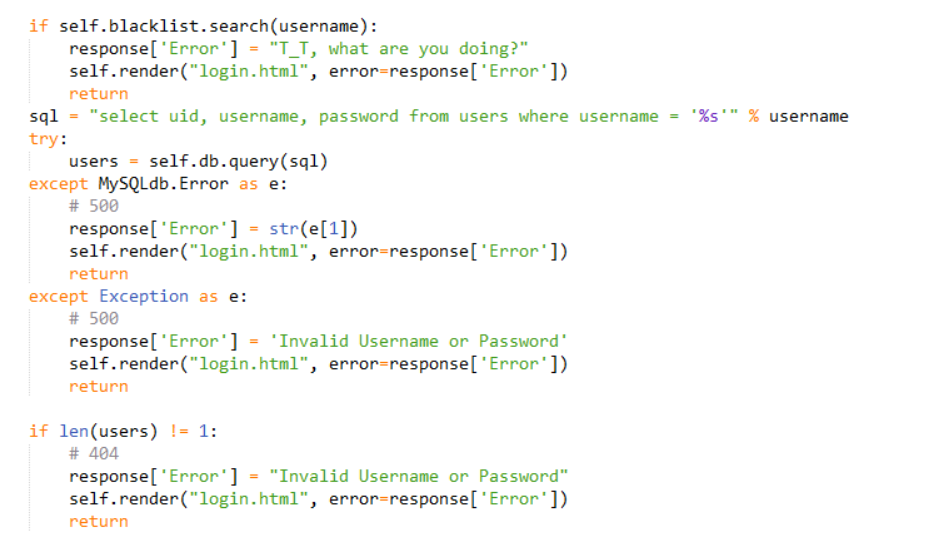 if self.blacklist.search(username):
    response['Error'] = "T_T, what are you doing?"
    self.render("login.html", error=response['Error'])
    return
sql = "select uid, username, password from users where username = '%s'" % username
try:
    users = self.db.query(sql)
except MySQLdb.Error as e:
    # 500
    response['Error'] = str(e[1])
    self.render("login.html", error=response['Error'])
    return
except Exception as e:
    # 500
    response['Error'] = 'Invalid Username or Password'
    self.render("login.html", error=response['Error'])
    return

if len(users) != 1:
    # 404
    response['Error'] = "Invalid Username or Password"
    self.render("login.html", error=response['Error'])
    return